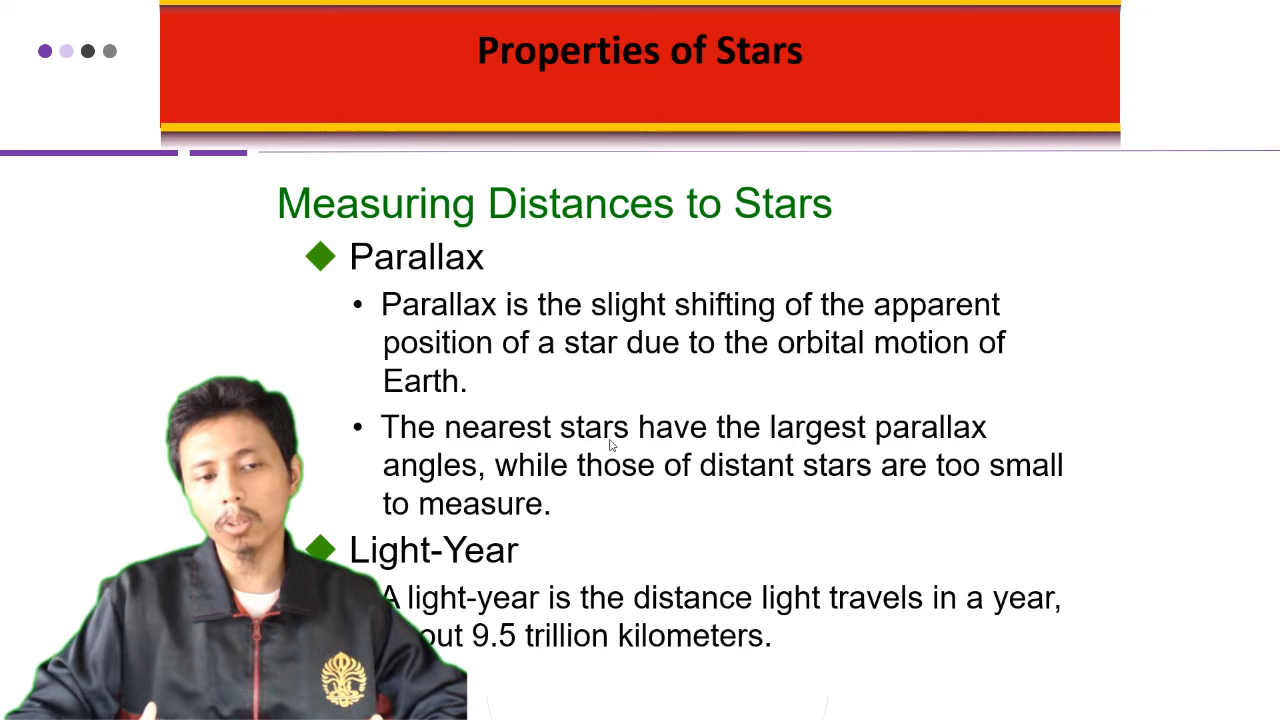 Properties of Stars
Measuring Distances to Stars
Parallax
• Parallax is the slight shifting of the apparent
position of a star due to the orbital motion of
Earth.
• The nearest stars have the largest parallax
angles, while those of distant stars are too small
to measure.
Light-Year
A light-year is the distance light travels in a year,
9.5 trillion kilometers.